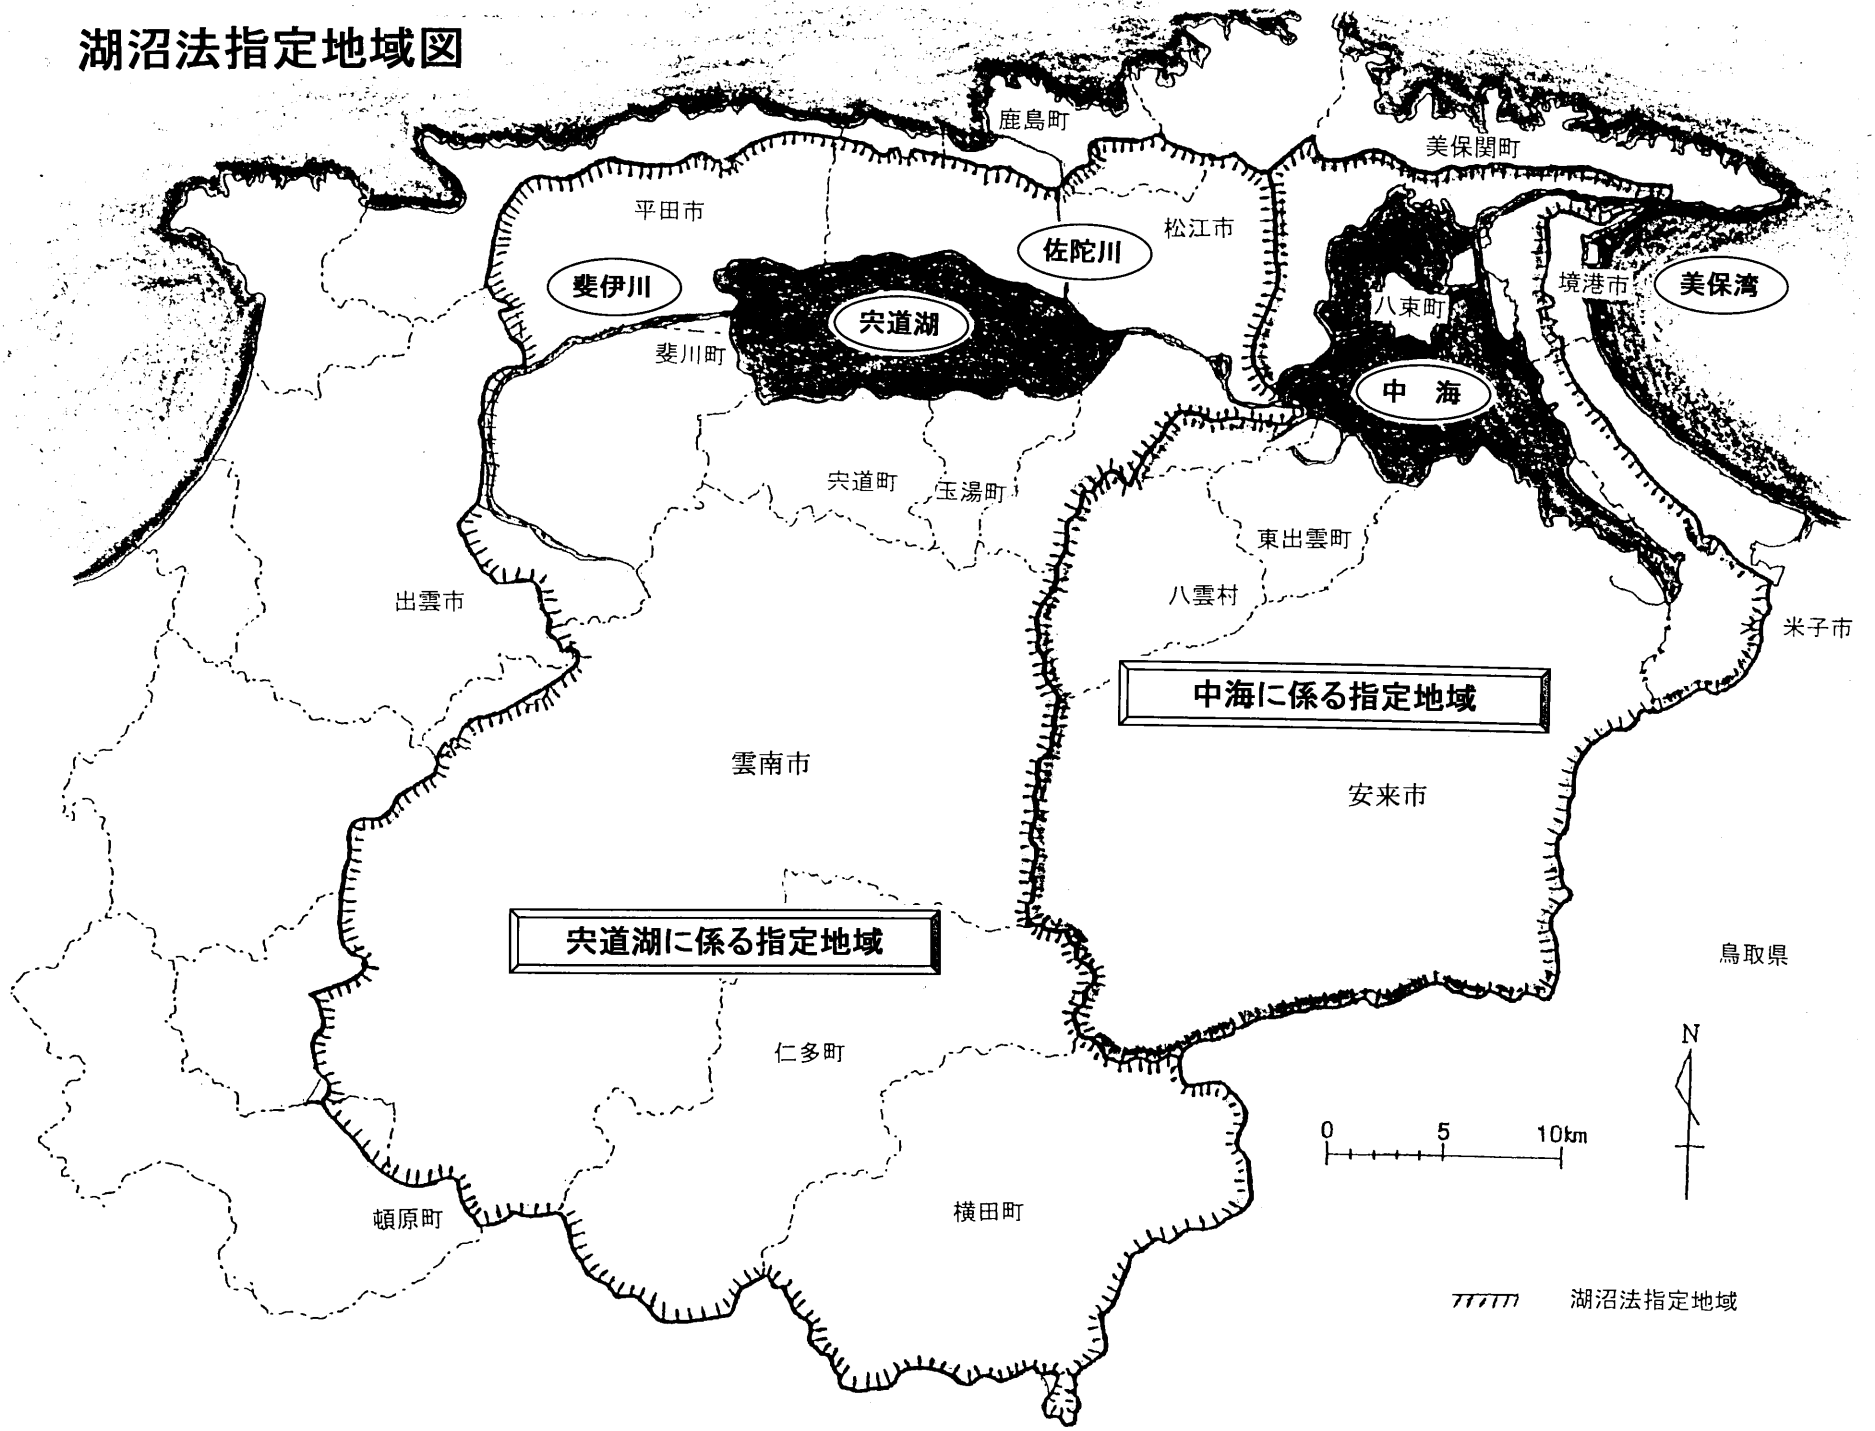 湖沼法指定地域図
鹿島町
美保関町
平田市
松江市
佐陀川
斐伊川
境港市
美保湾
八束町
宍道湖
斐川町
中 海
宍道町
玉湯町
東出雲町
出雲市
八雲村
米子市
中海に係る指定地域
雲南市
安来市
宍道湖に係る指定地域
鳥取県
仁多町
N
0 5 10km
横田町
頓原町
湖沼法指定地域